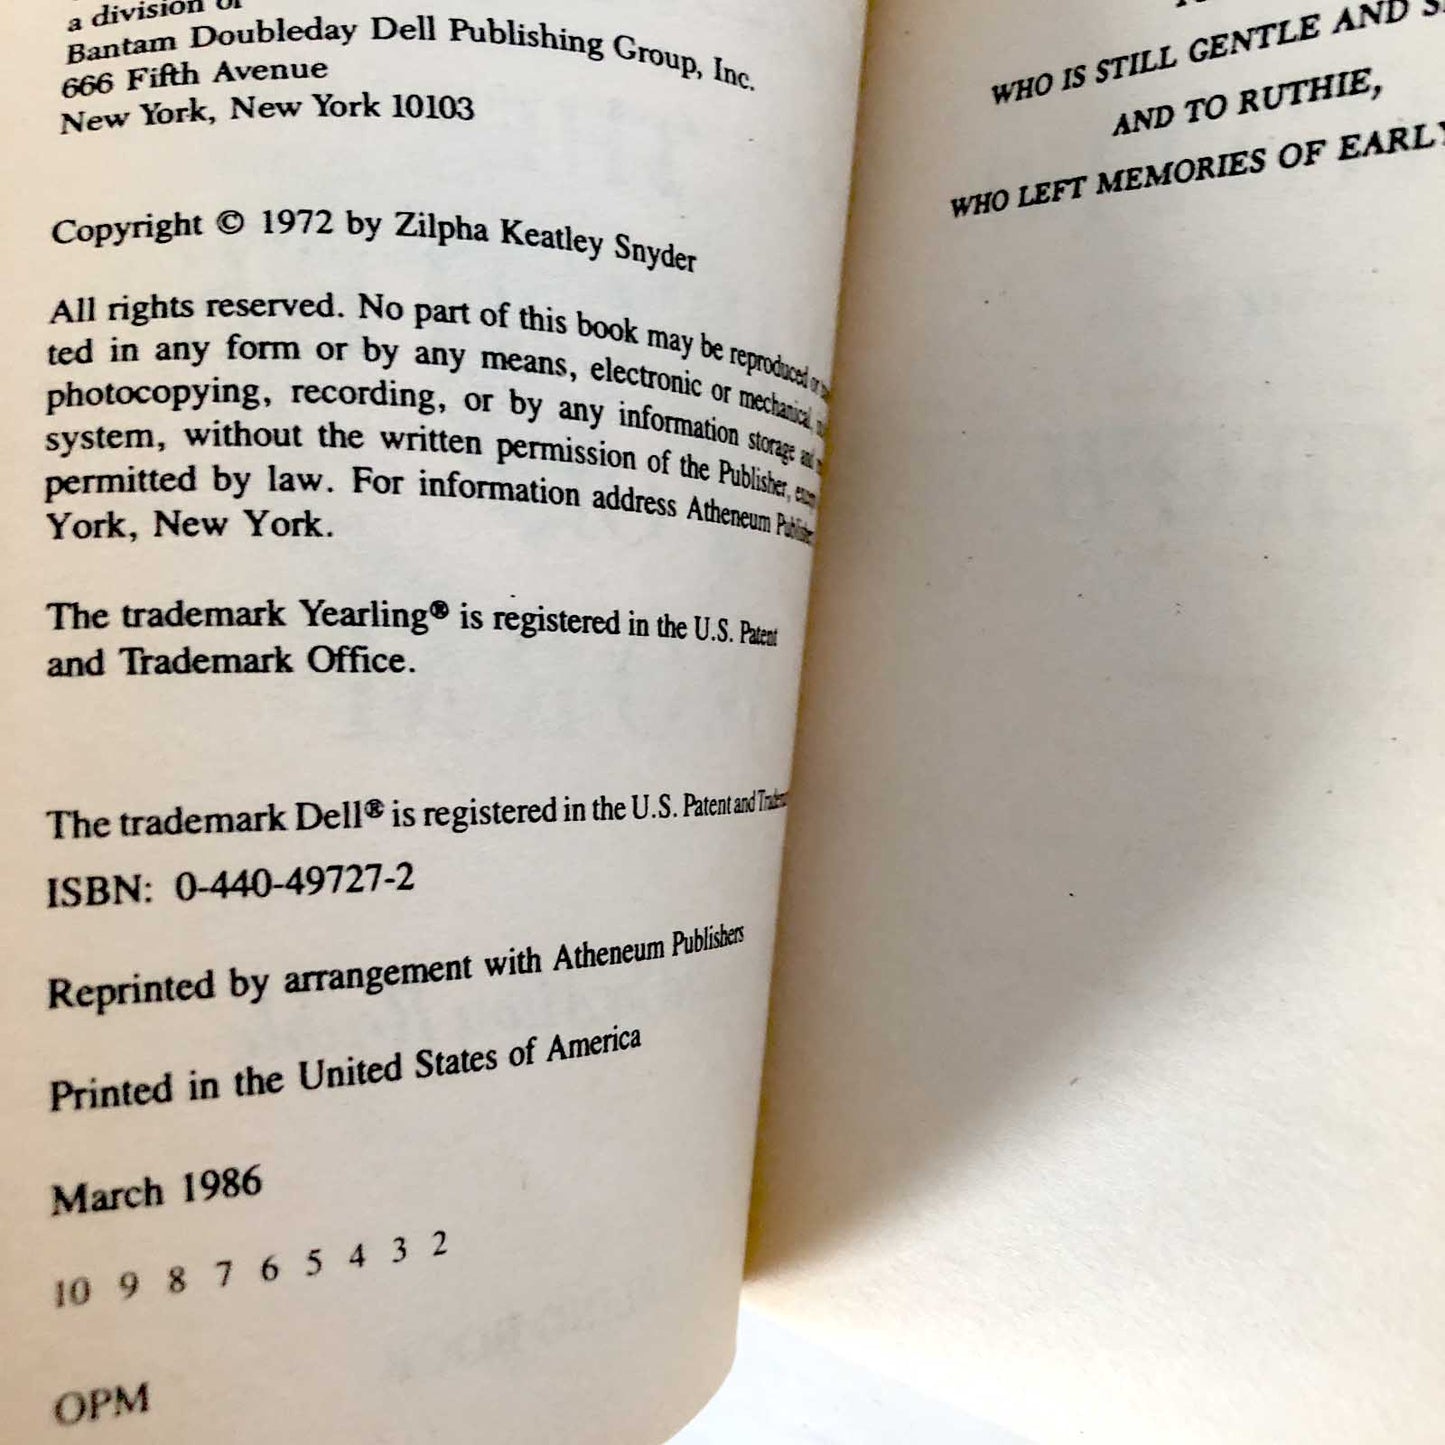 a division of
Bantam Doubleday Dell Publishing Group, Inc.
666 Fifth Avenue
New York, New York 10103
Copyright © 1972 by Zilpha Keatley Snyder
All rights reserved. No part of this book may be reproduced or
ted in any form or by any means, electronic or mechanical,
photocopying, recording, or by any information storage and
system, without the written permission of the Publisher,
permitted by law. For information address Atheneum Publishers
York, New York.
The trademark Yearling® is registered in the U.S. Patent
and Trademark Office.
The trademark Dell® is registered in the U.S. Patent and
ISBN: 0-440-49727-2
Reprinted by arrangement with Atheneum Publishers
Printed in the United States of America
March 1986
10 9 8 7 6 5 4 3 2
OPM
WHO IS STILL GENTLE AND
AND TO RUTHIE,
WHO LEFT MEMORIES OF EARLY